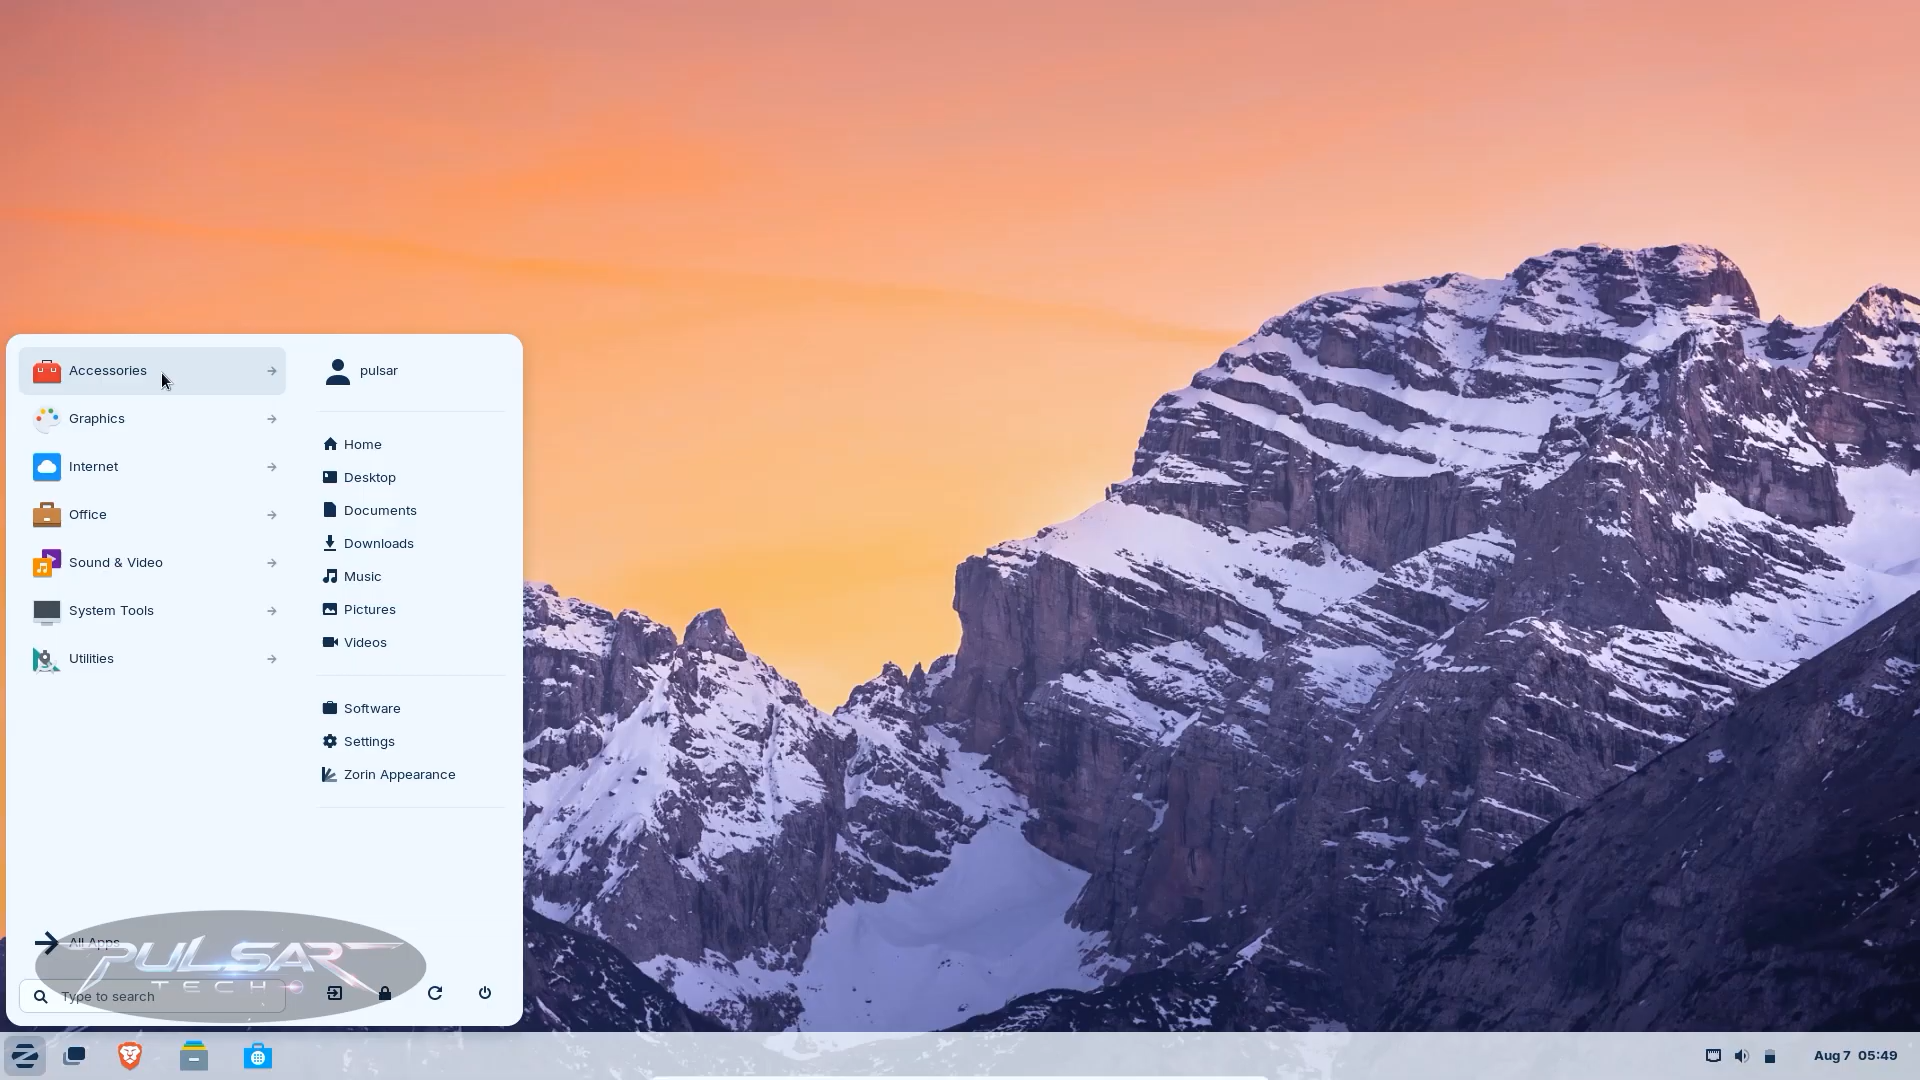 Accessories
Graphics
Internet
Office
Sound & Video
System Tools
Utilities
All Apps
Type to search
pulsar
Home
Desktop
Documents
Downloads
Music
Pictures
Videos
Software
Settings
Zorin Appearance
PULSAR
TECH
Aug 7 05:49